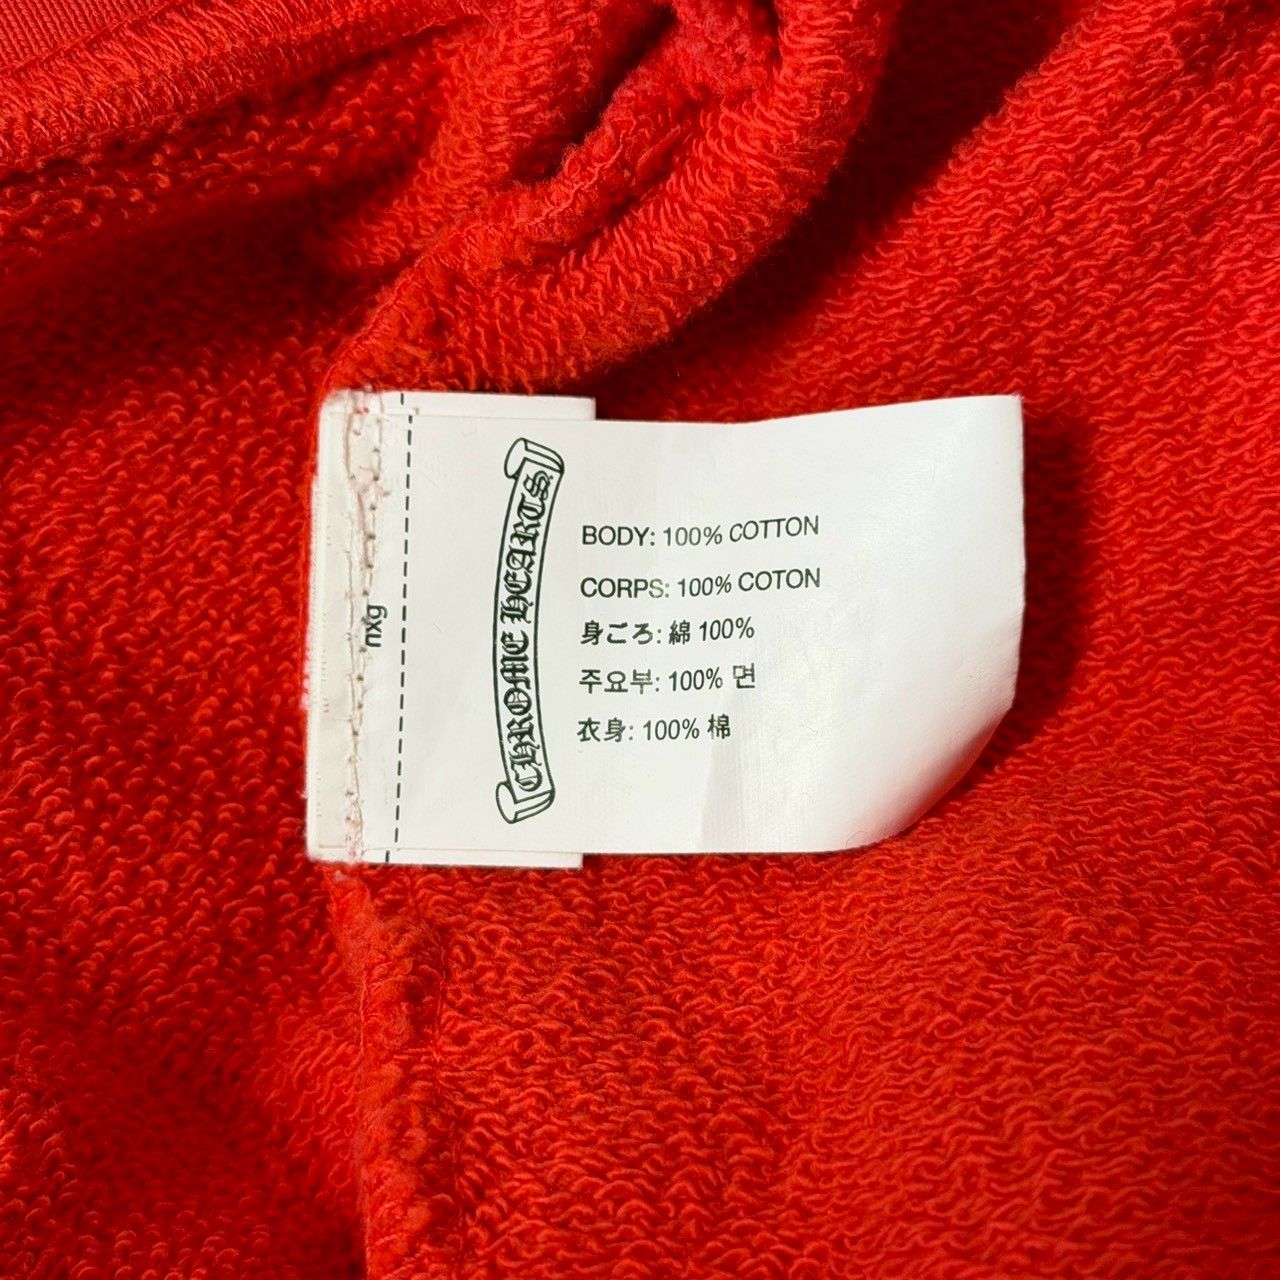 CHROME HEARTS
BODY: 100% COTTON
CORPS: 100% COTON
身ごろ: 綿 100%
주요부: 100% 면
衣身: 100% 棉
nxg